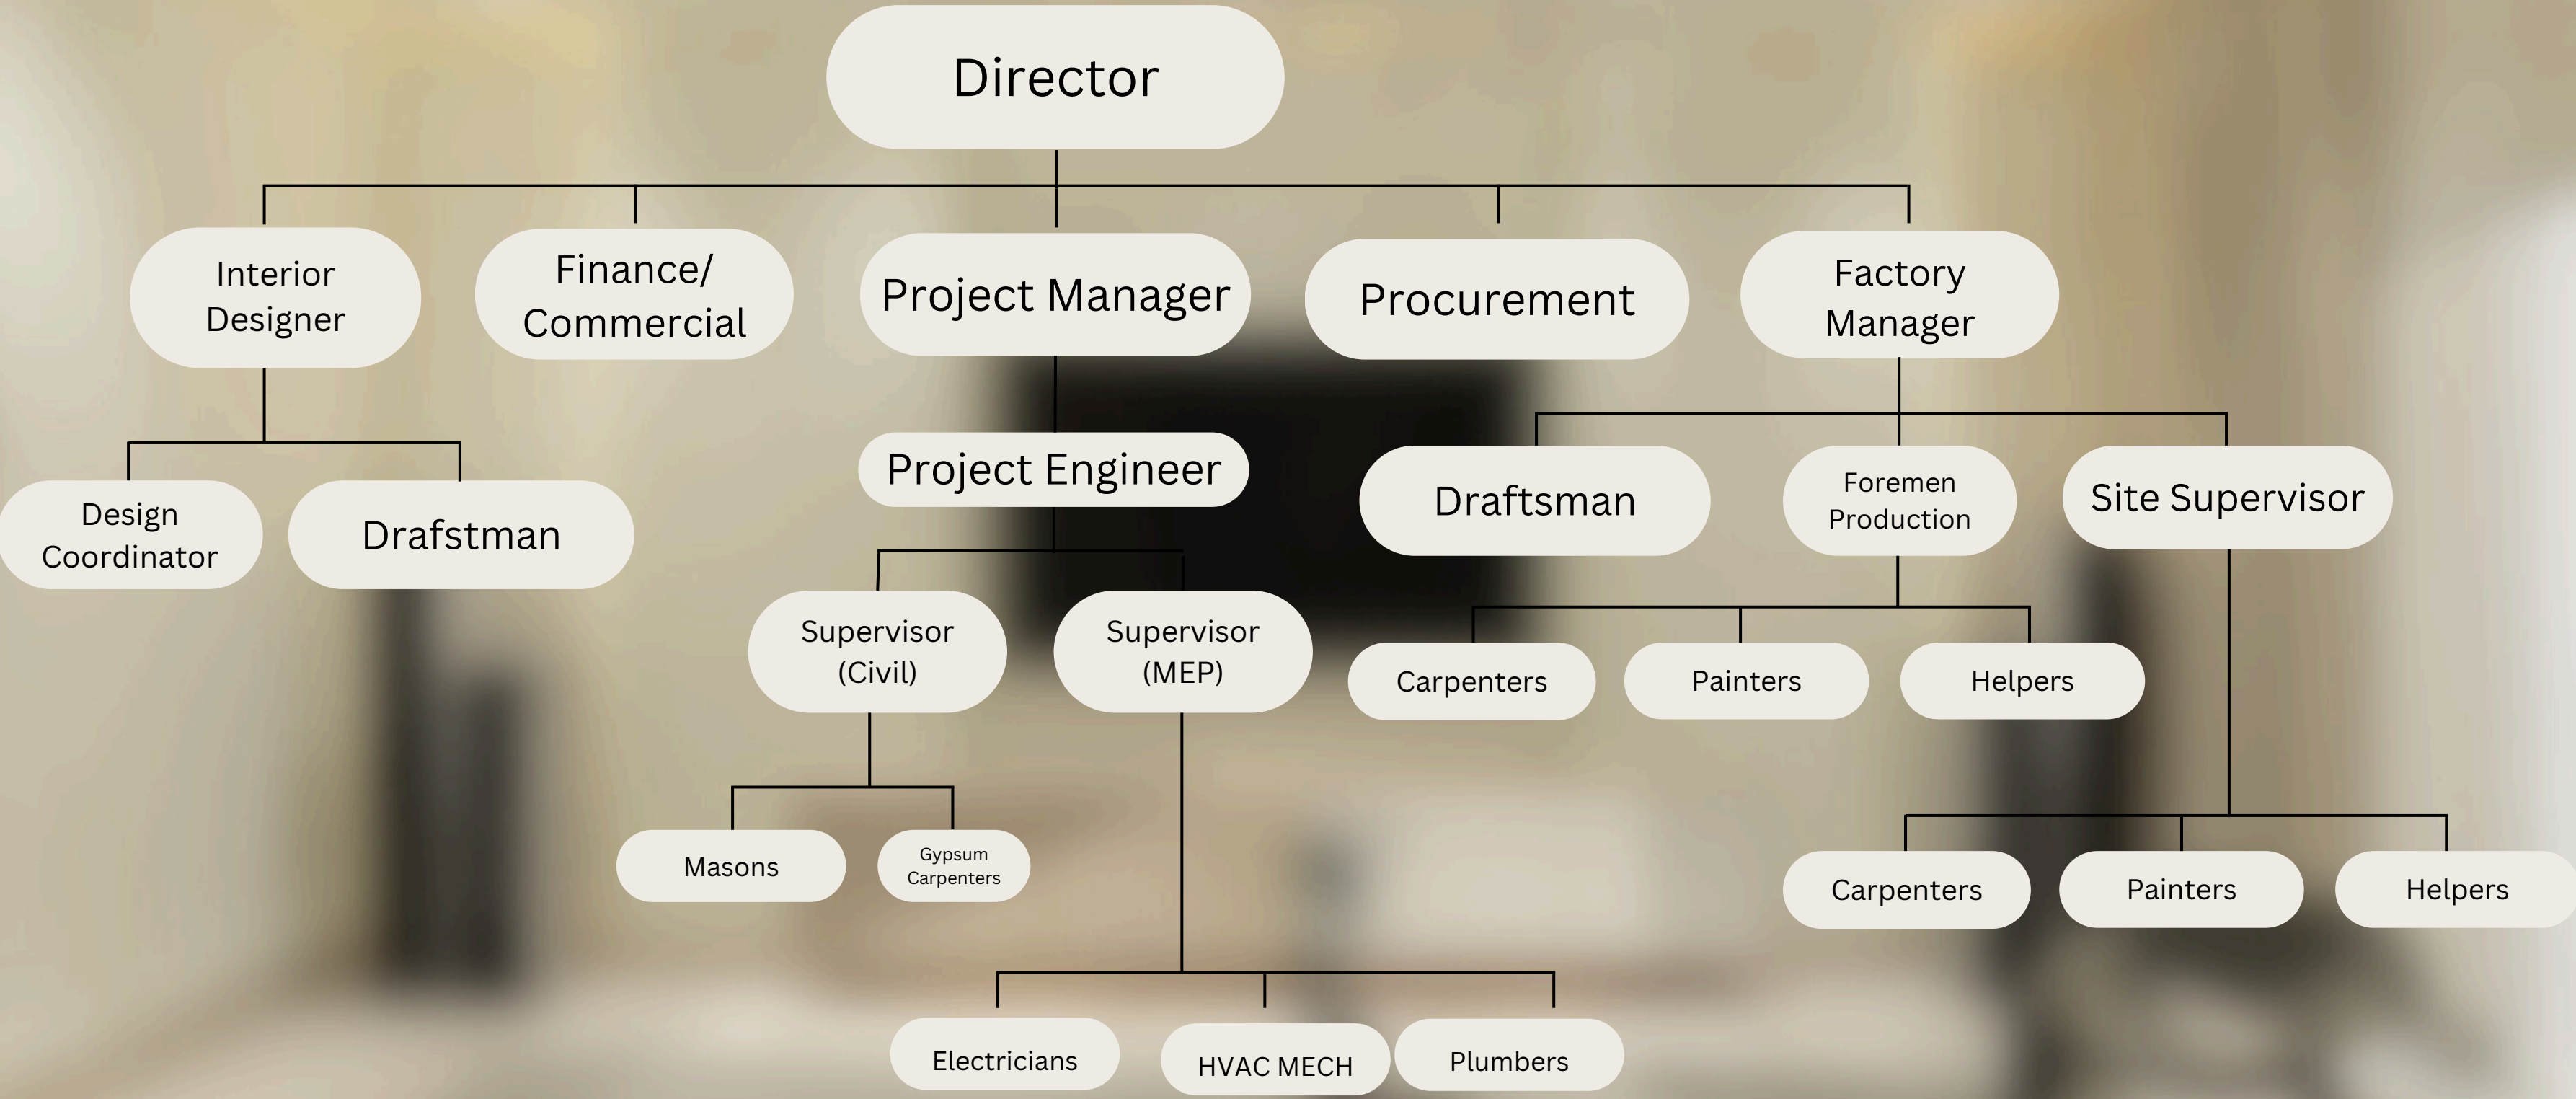 Director
Interior
Designer
Finance/
Commercial
Project Manager
Procurement
Factory
Manager
Design
Coordinator
Drafstman
Project Engineer
Draftsman
Foremen
Production
Site Supervisor
Supervisor
(Civil)
Supervisor
(MEP)
Carpenters
Painters
Helpers
Masons
Gypsum
Carpenters
Carpenters
Painters
Helpers
Electricians
HVAC MECH
Plumbers